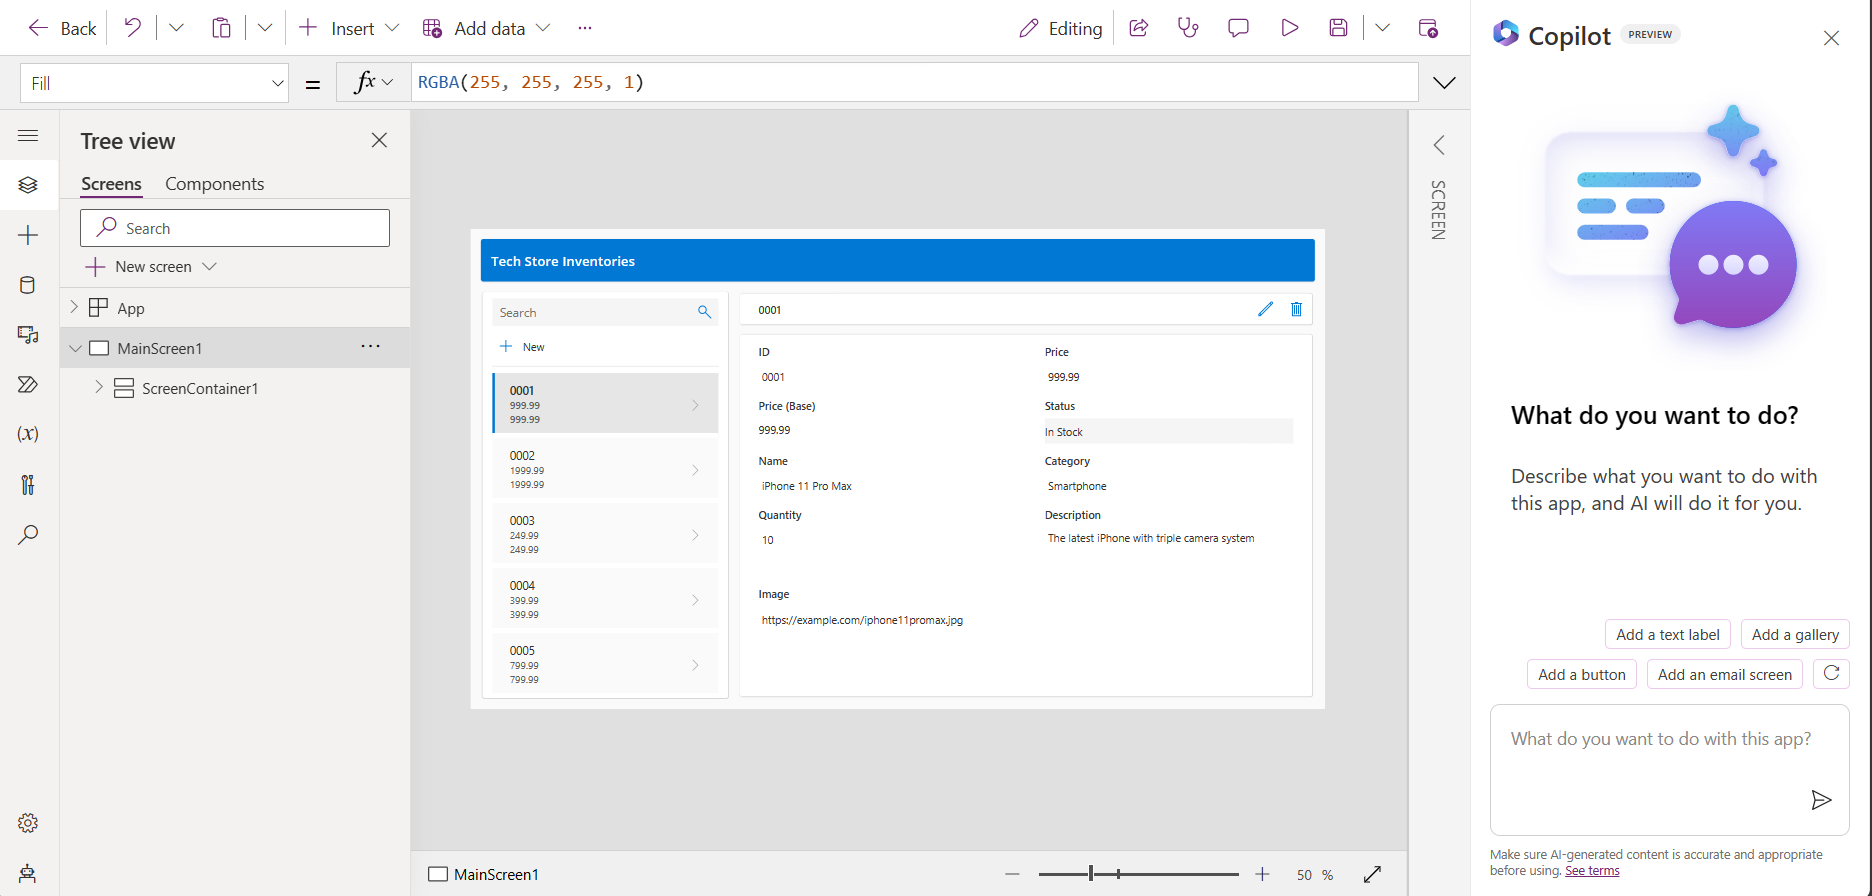 Back
Insert
Add data
...
Editing
Copilot PREVIEW
Fill
=
fx
RGBA(255, 255, 255, 1)
Tree view
Screens
Components
Search
New screen
App
MainScreen1
...
ScreenContainer1
(x)
Tech Store Inventories
Search
New
0001
999.99
999.99
0002
1999.99
1999.99
0003
249.99
249.99
0004
399.99
399.99
0005
799.99
799.99
0001
ID
0001
Price
999.99
Price (Base)
999.99
Status
In Stock
Name
iPhone 11 Pro Max
Category
Smartphone
Quantity
10
Description
The latest iPhone with triple camera system
Image
https://example.com/iphone11promax.jpg
MainScreen1
50 %
SCREEN
What do you want to do?
Describe what you want to do with
this app, and AI will do it for you.
Add a text label
Add a gallery
Add a button
Add an email screen
What do you want to do with this app?
Make sure AI-generated content is accurate and appropriate
before using. See terms